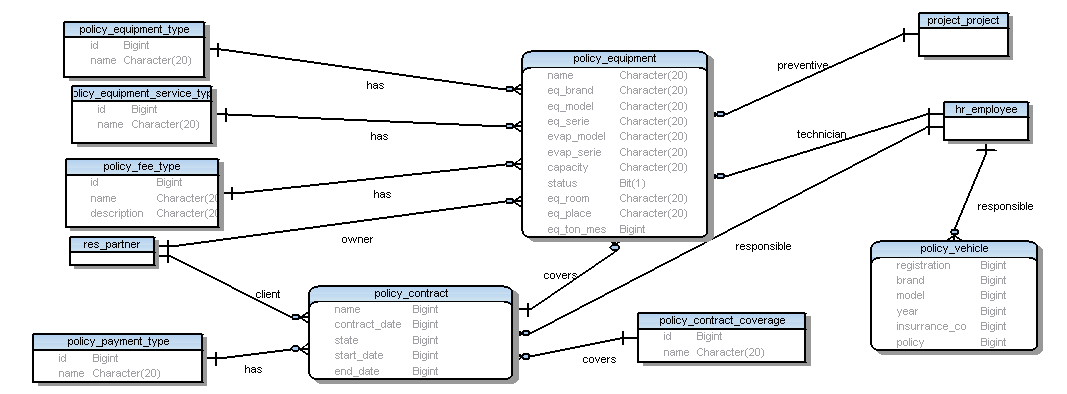 policy_equipment_type
id Bigint
name Character(20)
olicy_equipment_service_typ
id Bigint
name Character(20)
policy_fee_type
id Bigint
name Character(20
description Character(20
res_partner
policy_payment_type
id Bigint
name Character(20)
has
has
has
owner
client
has
policy_equipment
name Character(20)
eq_brand Character(20)
eq_model Character(20)
eq_serie Character(20)
evap_model Character(20)
evap_serie Character(20)
capacity Character(20)
status Bit(1)
eq_room Character(20)
eq_place Character(20)
eq_ton_mes Bigint
covers
policy_contract
name Bigint
contract_date Bigint
state Bigint
start_date Bigint
end_date Bigint
covers
policy_contract_coverage
id Bigint
name Character(20)
preventive
technician
responsible
project_project
hr_employee
responsible
policy_vehicle
registration Bigint
brand Bigint
model Bigint
year Bigint
insurrance_co Bigint
policy Bigint